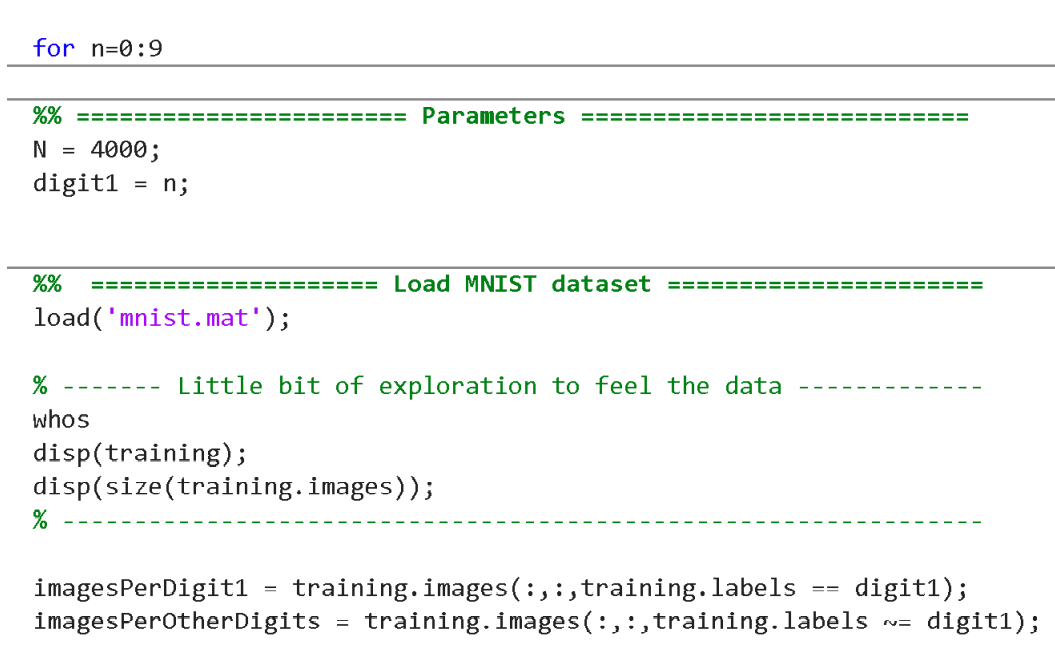 for n=0:9
%% ======================= Parameters ===========================
N = 4000;
digit1 = n;
%%  ==================== Load MNIST dataset ======================
load('mnist.mat');
% ------- Little bit of exploration to feel the data -------------
whos
disp(training);
disp(size(training.images));
% ----------------------------------------------------------------
imagesPerDigit1 = training.images(:,:,training.labels == digit1);
imagesPerOtherDigits = training.images(:,:,training.labels ~= digit1);